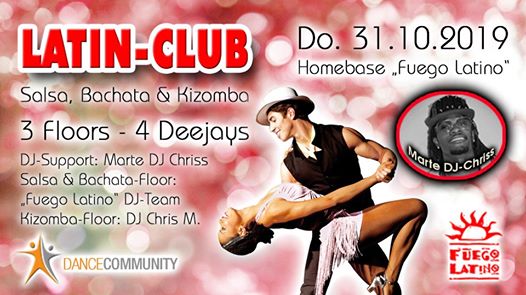 LATIN-CLUB
Do. 31.10.2019
Homebase „Fuego Latino"
Salsa, Bachata & Kizomba
3 Floors - 4 Deejays
DJ-Support: Marte DJ Chriss
Salsa & Bachata-Floor:
„Fuego Latino" DJ-Team
Kizomba-Floor: DJ Chris M.
Marte DJ-Chriss
DANCECOMMUNITY
FUEGO
LATINO